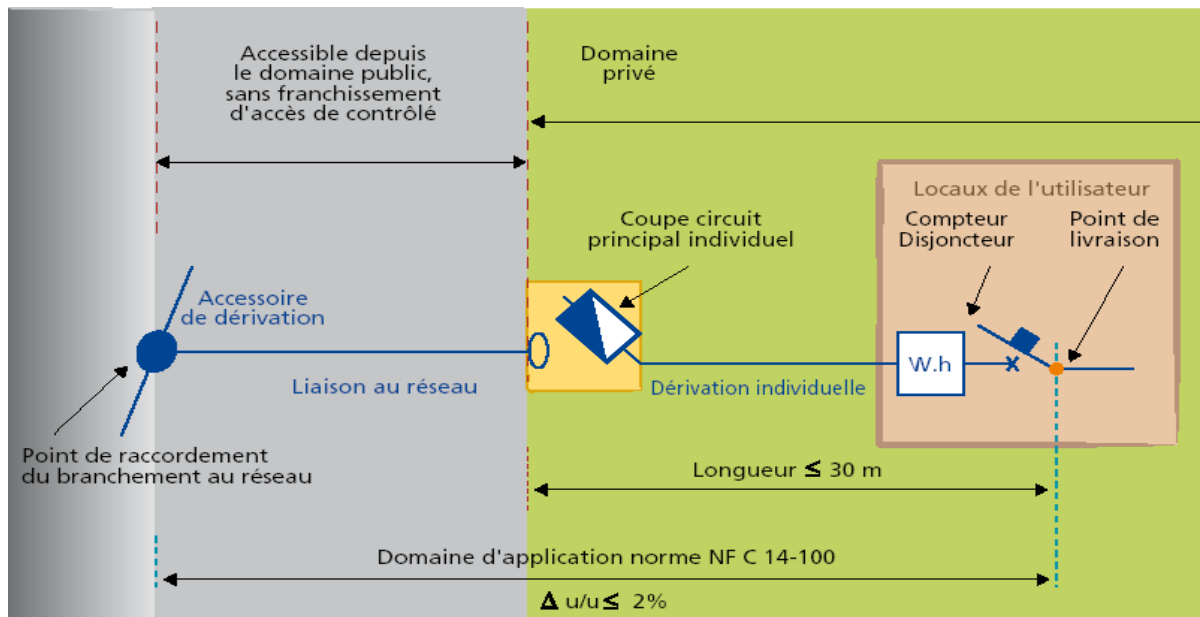 Accessible depuis
le domaine public,
sans franchissement
d'accès de contrôlé
Domaine
privé
Locaux de l'utilisateur
Coupe circuit
principal individuel
Compteur
Disjoncteur
Point de
livraison
Accessoire
de dérivation
Liaison au réseau
W.h
Dérivation individuelle
Point de raccordement
du branchement au réseau
Longueur ≤ 30 m
Domaine d'application norme NF C 14-100
Δ u/u ≤ 2%